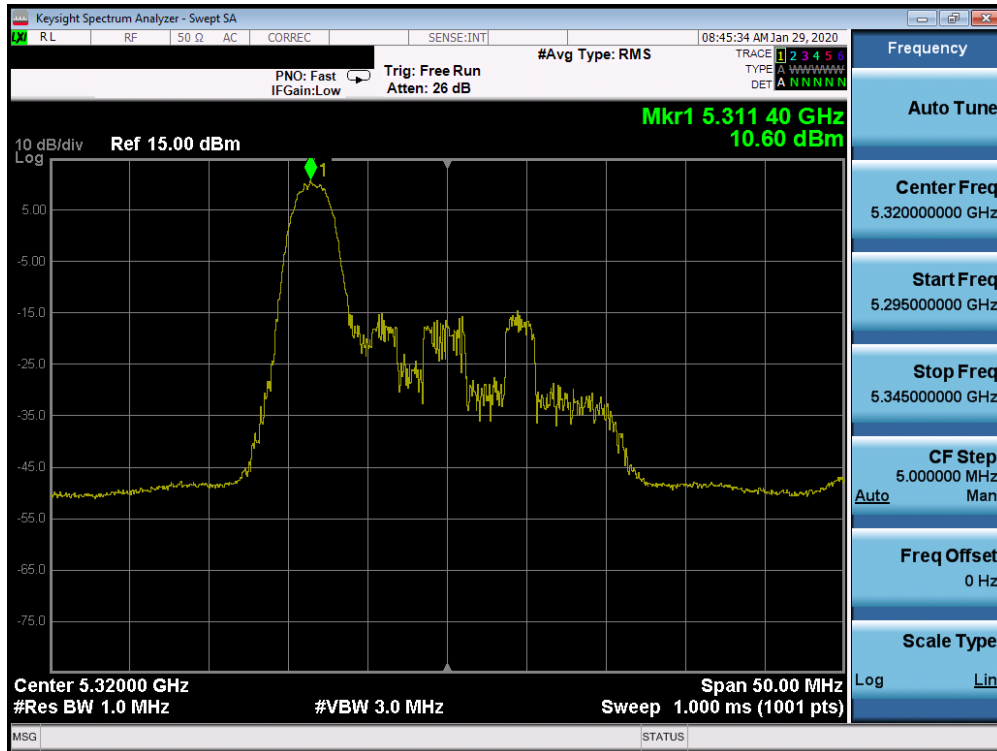 Keysight Spectrum Analyzer - Swept SA
LXI RL RF 50 Ω AC CORREC SENSE:INT 08:45:34 AM Jan 29, 2020
#Avg Type: RMS
TRACE 1 2 3 4 5 6
TYPE A WWWWW
DET A N N N N N
PNO: Fast
IFGain:Low
Trig: Free Run
Atten: 26 dB
Mkr1 5.311 40 GHz
10.60 dBm
10 dB/div Ref 15.00 dBm
Log
1
5.00
-5.00
-15.0
-25.0
-35.0
-45.0
-55.0
-65.0
-75.0
Center 5.32000 GHz Span 50.00 MHz
#Res BW 1.0 MHz #VBW 3.0 MHz Sweep 1.000 ms (1001 pts)
MSG STATUS
Frequency
Auto Tune
Center Freq
5.320000000 GHz
Start Freq
5.295000000 GHz
Stop Freq
5.345000000 GHz
CF Step
5.000000 MHz
Auto Man
Freq Offset
0 Hz
Scale Type
Log Lin